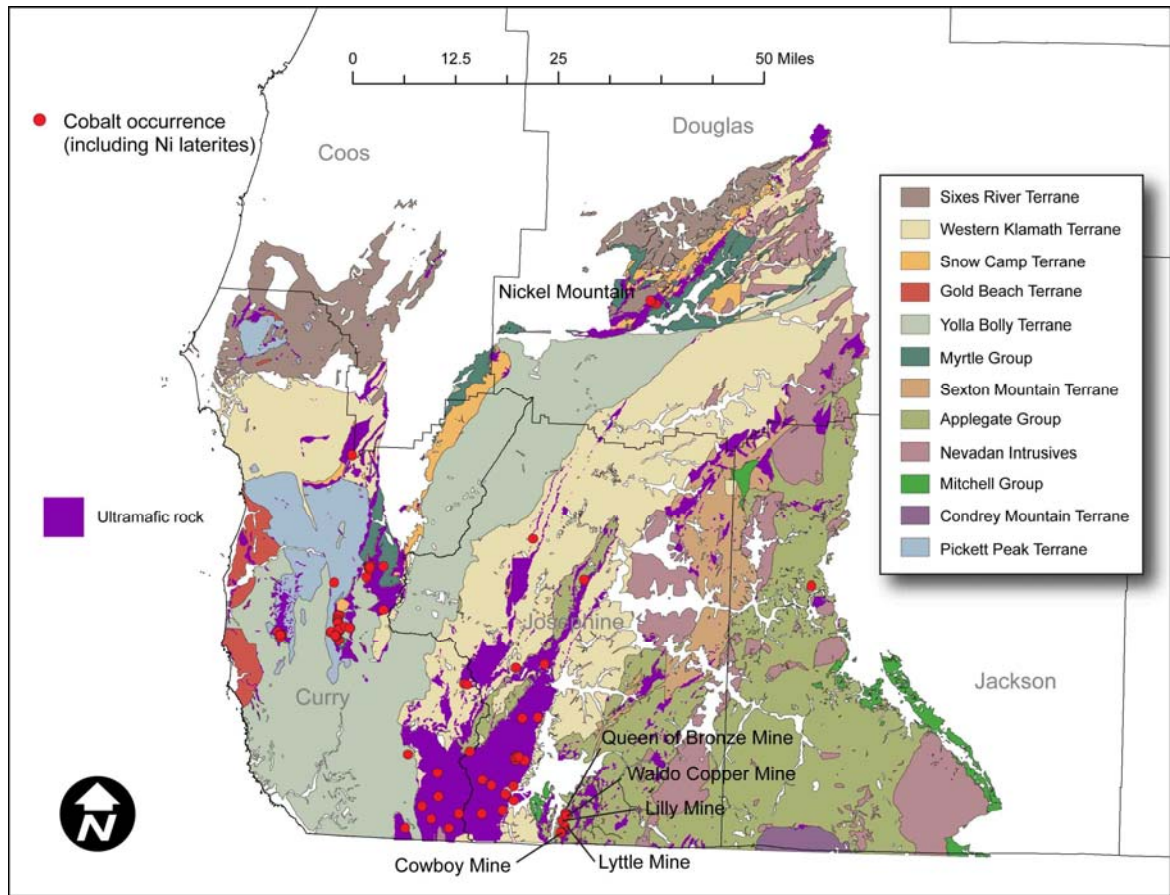 0 12.5 25 50 Miles
Cobalt occurrence
(including Ni laterites)
Coos
Douglas
Sixes River Terrane
Western Klamath Terrane
Snow Camp Terrane
Gold Beach Terrane
Yolla Bolly Terrane
Myrtle Group
Sexton Mountain Terrane
Applegate Group
Nevadan Intrusives
Mitchell Group
Condrey Mountain Terrane
Pickett Peak Terrane
Nickel Mountain
Ultramafic rock
Josephine
Curry
Jackson
Queen of Bronze Mine
Waldo Copper Mine
Lilly Mine
Cowboy Mine
Lyttle Mine
N